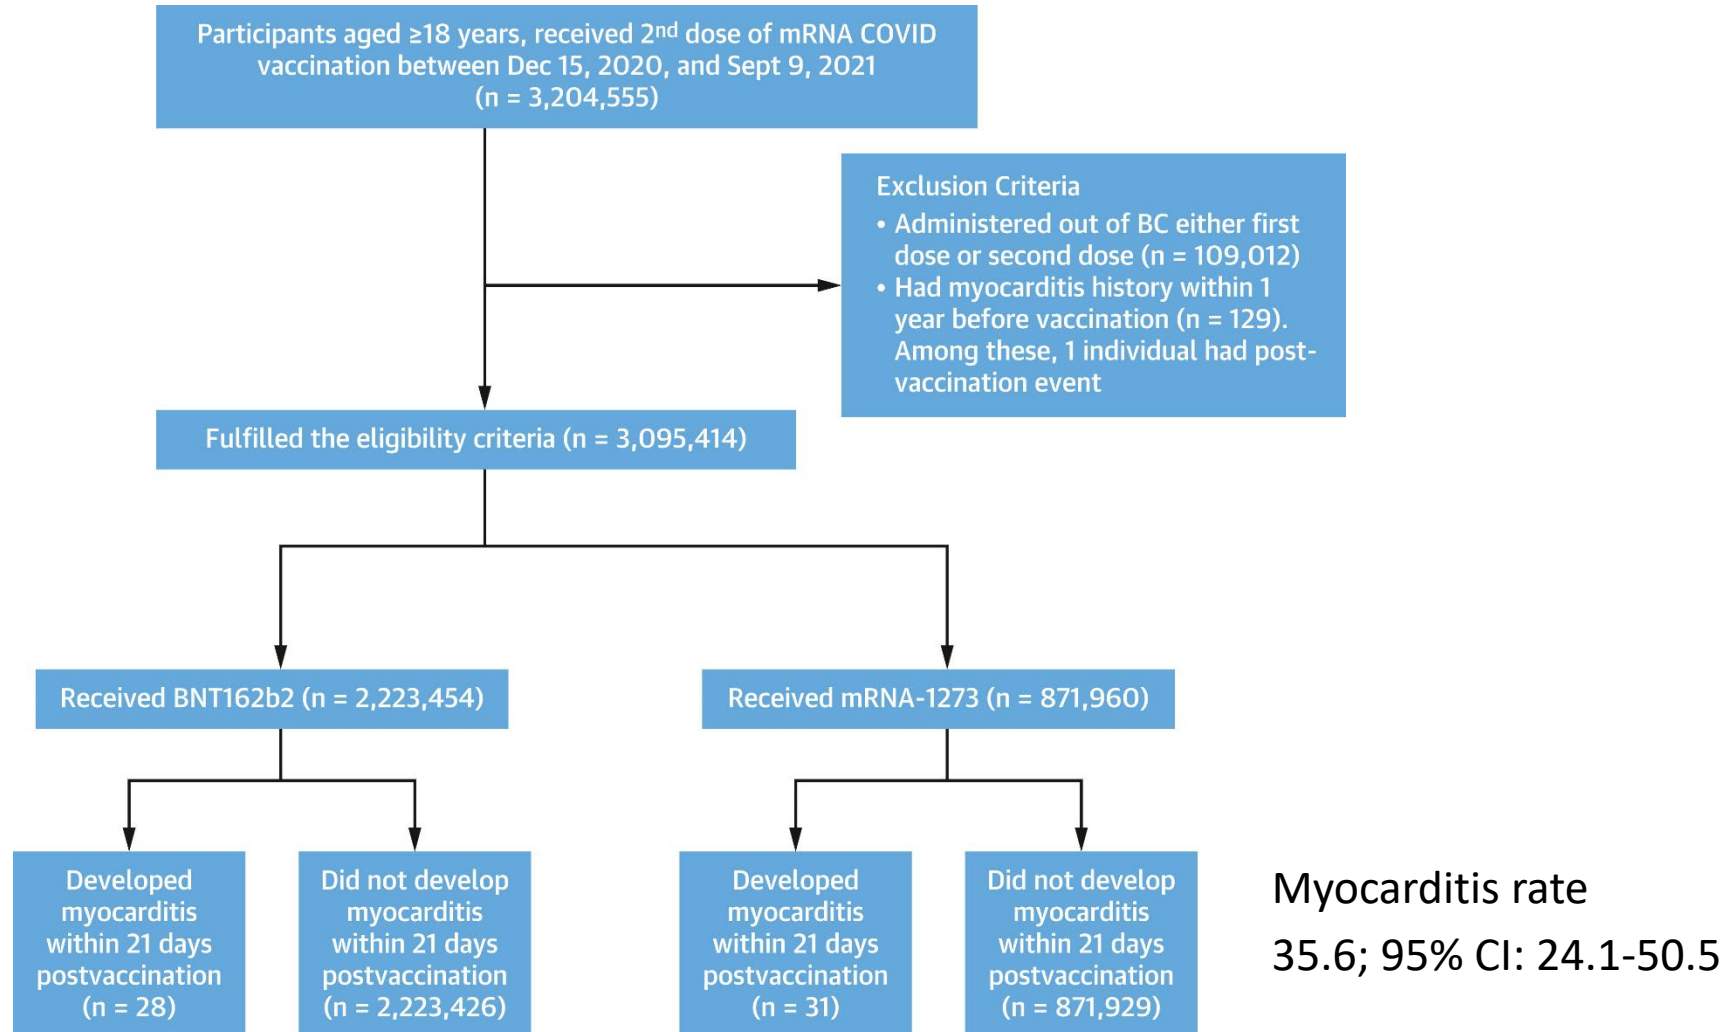 Participants aged ≥18 years, received 2nd dose of mRNA COVID
vaccination between Dec 15, 2020, and Sept 9, 2021
(n = 3,204,555)
Exclusion Criteria
• Administered out of BC either first
dose or second dose (n = 109,012)
• Had myocarditis history within 1
year before vaccination (n = 129).
Among these, 1 individual had post-
vaccination event
Fulfilled the eligibility criteria (n = 3,095,414)
Received BNT162b2 (n = 2,223,454)
Received mRNA-1273 (n = 871,960)
Developed
myocarditis
within 21 days
postvaccination
(n = 28)
Did not develop
myocarditis
within 21 days
postvaccination
(n = 2,223,426)
Developed
myocarditis
within 21 days
postvaccination
(n = 31)
Did not develop
myocarditis
within 21 days
postvaccination
(n = 871,929)
Myocarditis rate
35.6; 95% CI: 24.1-50.5